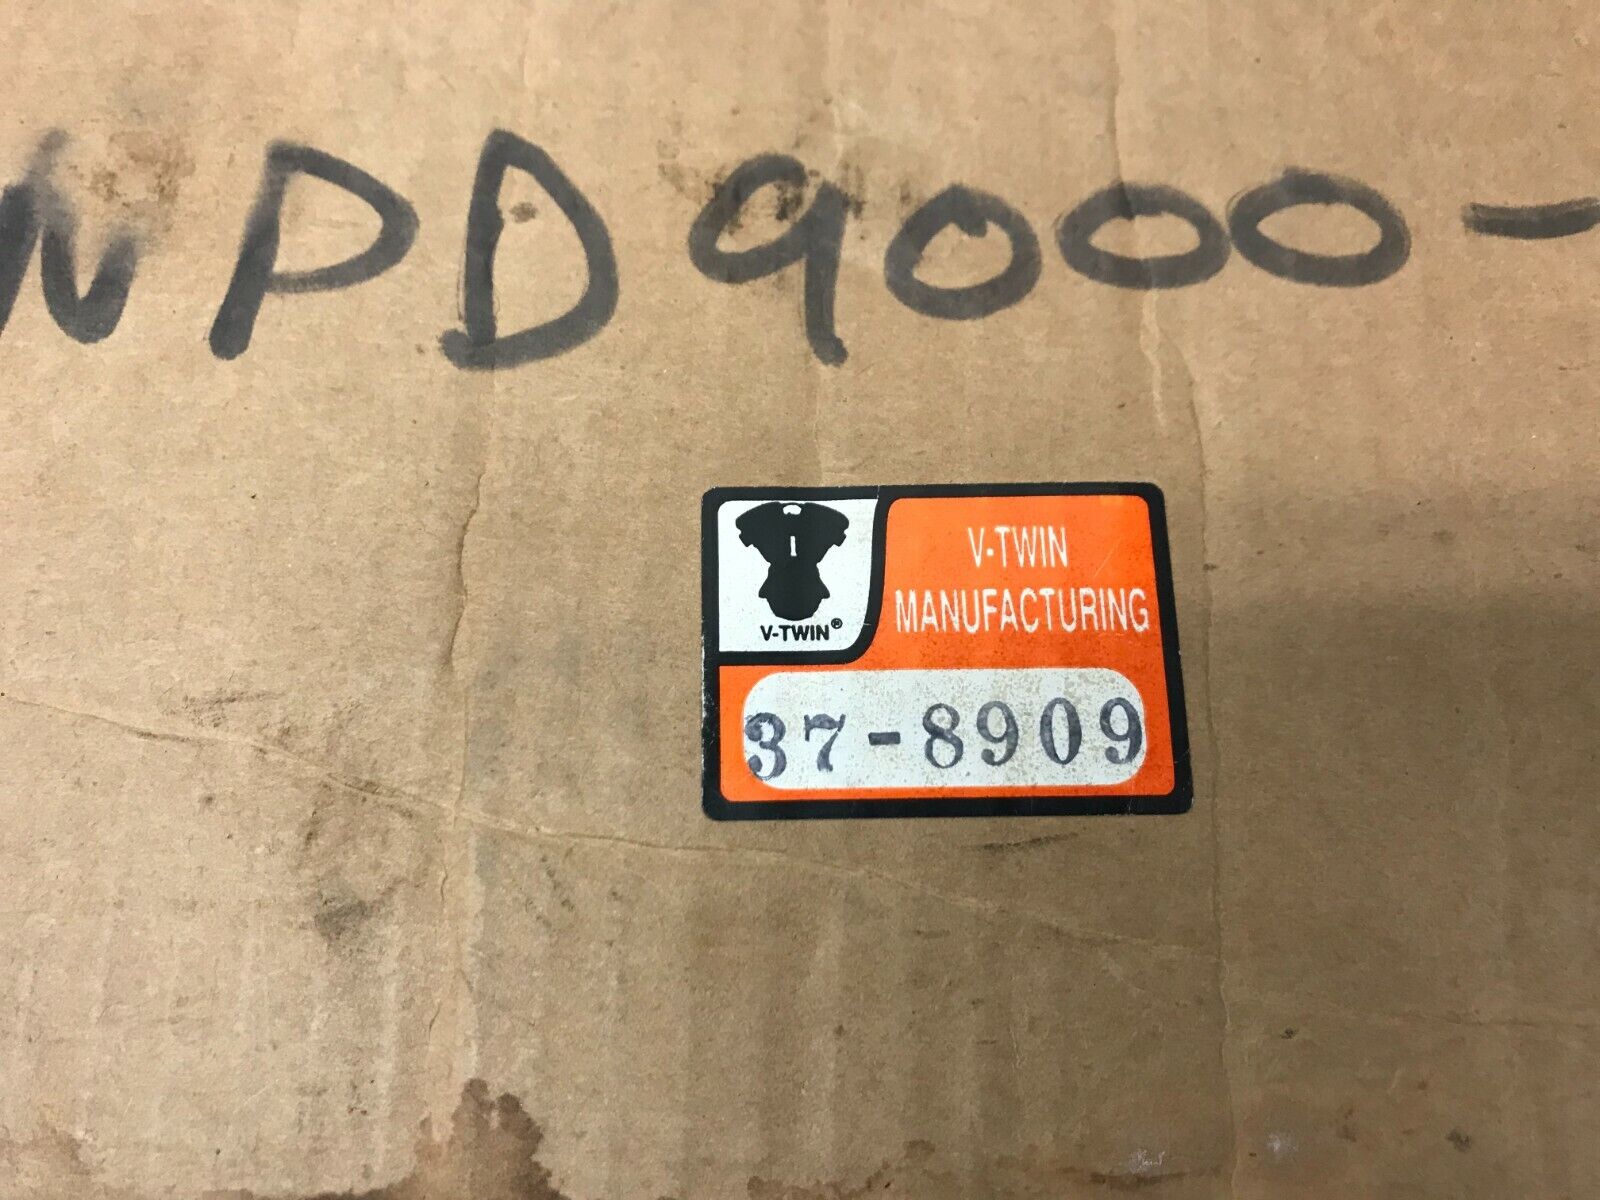 NPD9000-
V-TWIN®
V-TWIN
MANUFACTURING
37-8909